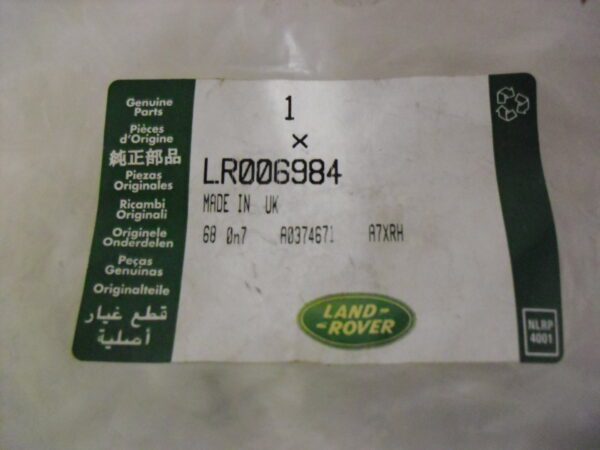 Genuine
Parts
Pièces
d'Origine
純正部品
Piezas
Originales
Ricambi
Originali
Originele
Onderdelen
Peças
Genuínas
Originalteile
قطع غيار
أصلية
1
×
LR006984
MADE IN UK
68 0n7 A0374671 A7XRH
LAND-
-ROVER
NLRP
4001